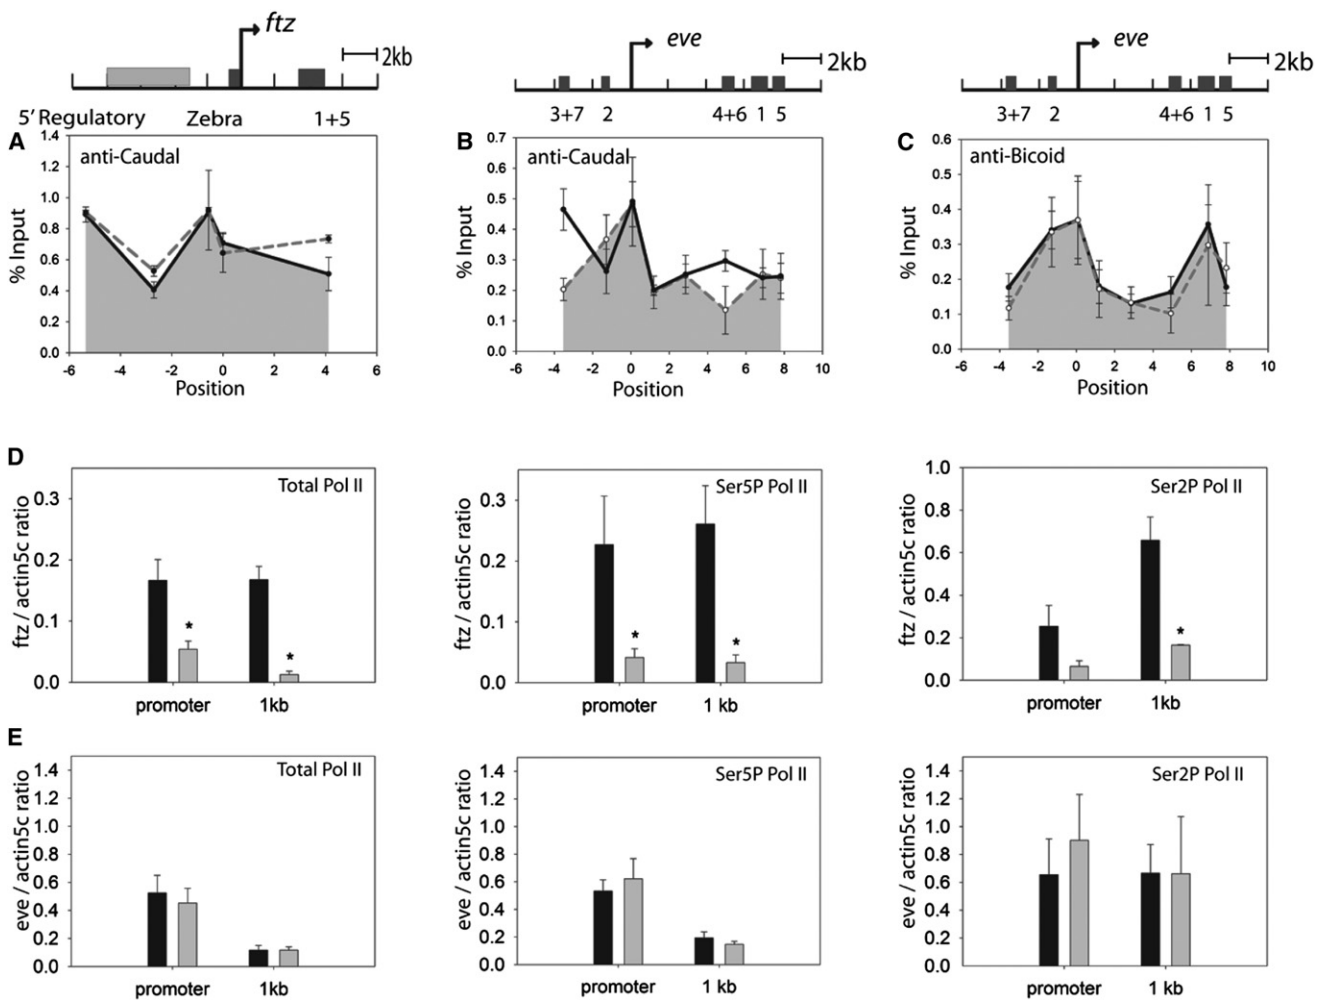 ftz
2kb
5' Regulatory Zebra 1+5
eve
2kb
3+7 2 4+6 1 5
eve
2kb
3+7 2 4+6 1 5
A
anti-Caudal
% Input
1.4
1.2
1.0
0.8
0.6
0.4
0.2
0.0
-6 -4 -2 0 2 4 6
Position
B
anti-Caudal
% Input
0.7
0.6
0.5
0.4
0.3
0.2
0.1
0.0
-6 -4 -2 0 2 4 6 8 10
Position
C
anti-Bicoid
% Input
0.6
0.5
0.4
0.3
0.2
0.1
0.0
-6 -4 -2 0 2 4 6 8 10
Position
D
Total Pol II
ftz / actin5c ratio
0.3
0.2
0.1
0.0
* *
promoter 1kb
Ser5P Pol II
ftz / actin5c ratio
0.3
0.2
0.1
0.0
* *
promoter 1 kb
Ser2P Pol II
ftz / actin5c ratio
1.0
0.8
0.6
0.4
0.2
0.0
*
promoter 1kb
E
Total Pol II
eve / actin5c ratio
1.4
1.2
1.0
0.8
0.6
0.4
0.2
0.0
promoter 1kb
Ser5P Pol II
eve / actin5c ratio
1.4
1.2
1.0
0.8
0.6
0.4
0.2
0.0
promoter 1 kb
Ser2P Pol II
eve / actin5c ratio
1.4
1.2
1.0
0.8
0.6
0.4
0.2
0.0
promoter 1 kb